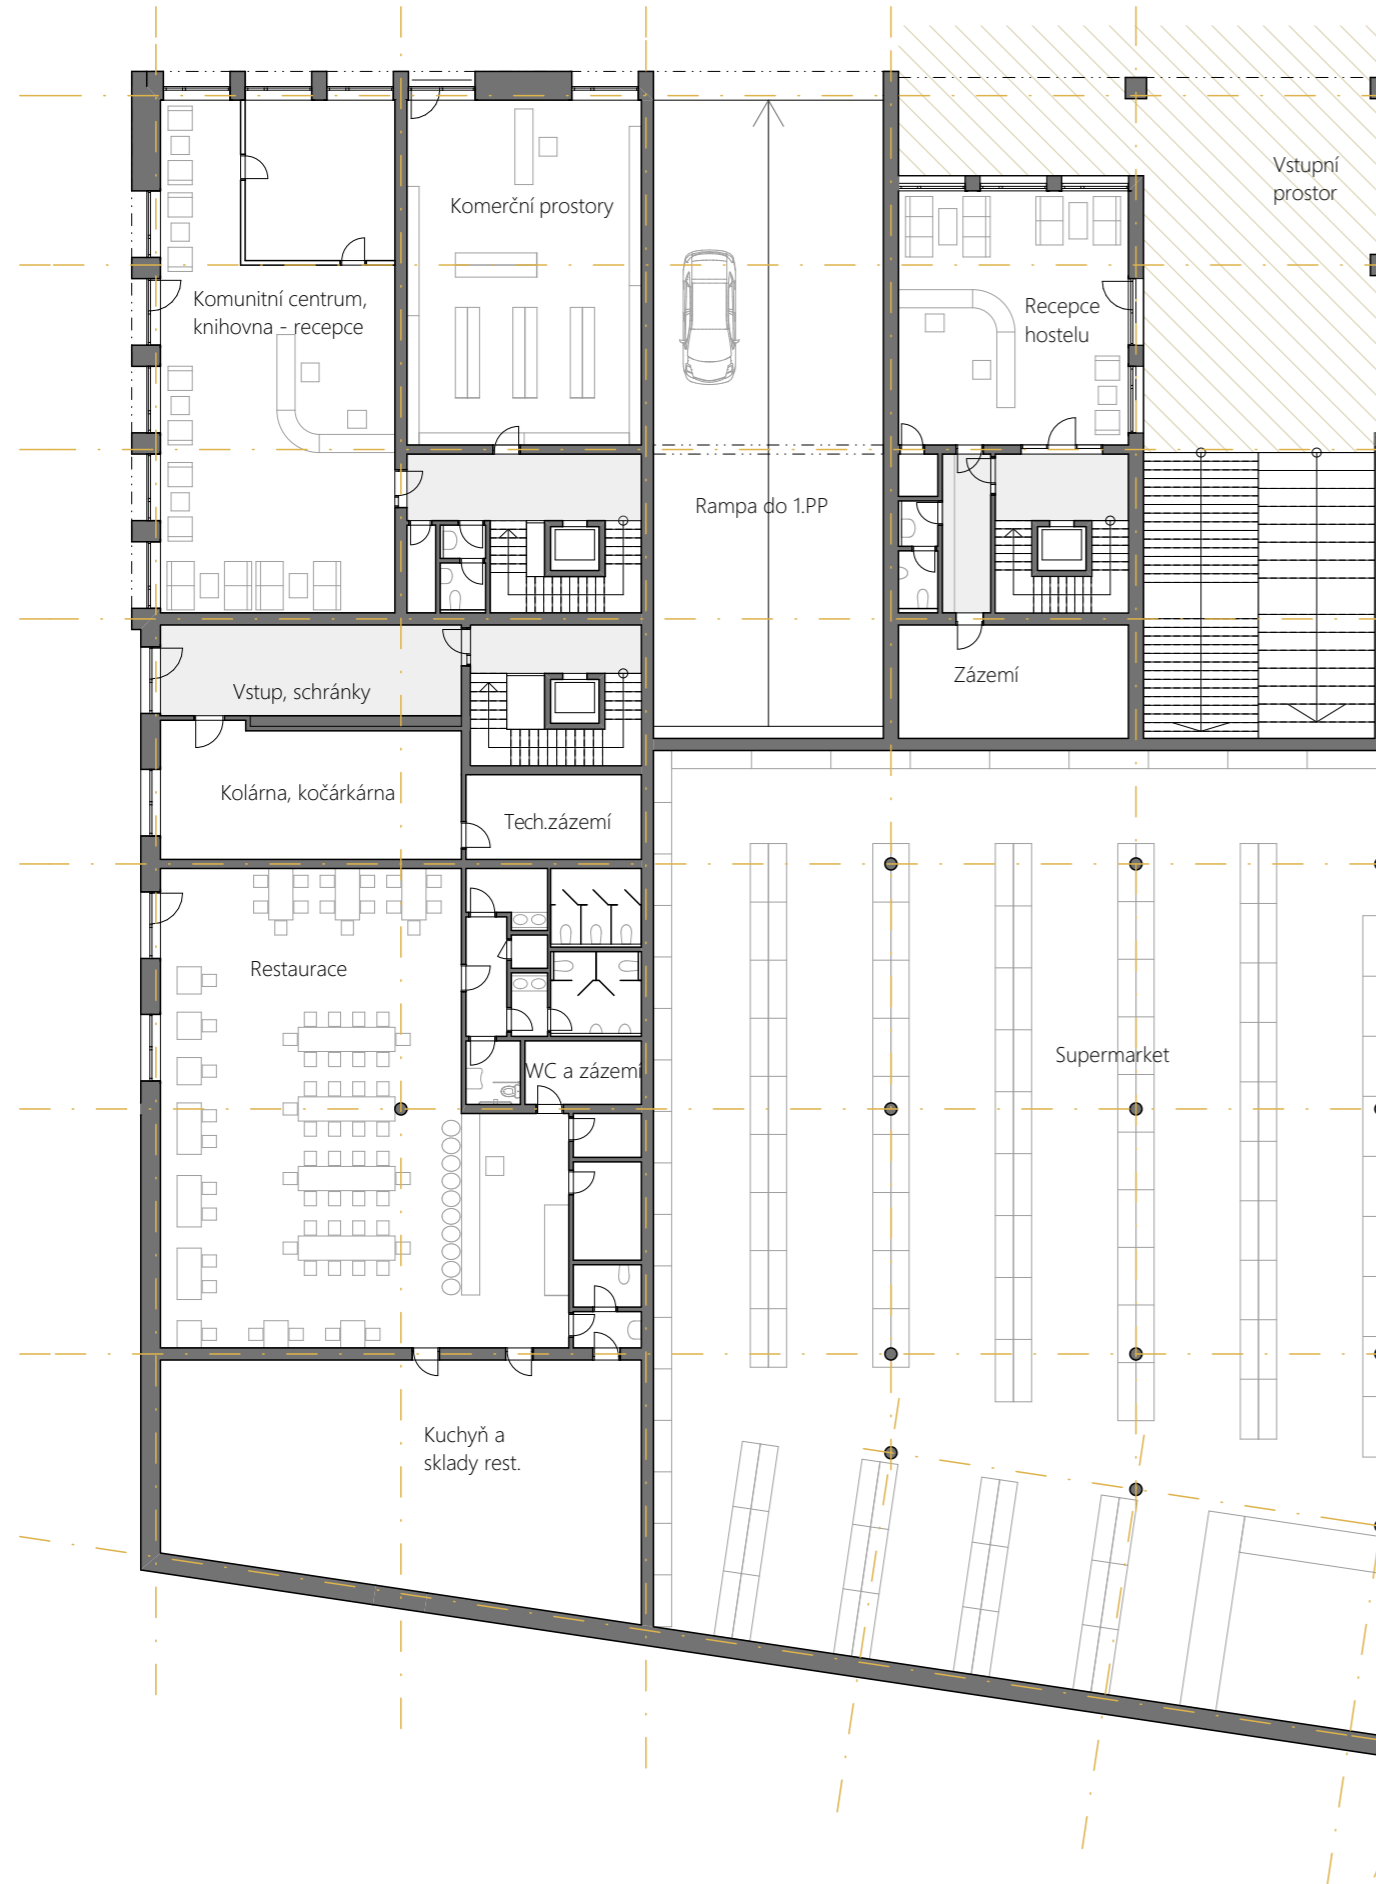 Vstupní
prostor
Komerční prostory
Komunitní centrum,
knihovna - recepce
Recepce
hostelu
Rampa do 1.PP
Zázemí
Vstup, schránky
Kolárna, kočárkárna
Tech.zázemí
Restaurace
Supermarket
WC a zázemí
Kuchyň a
sklady rest.